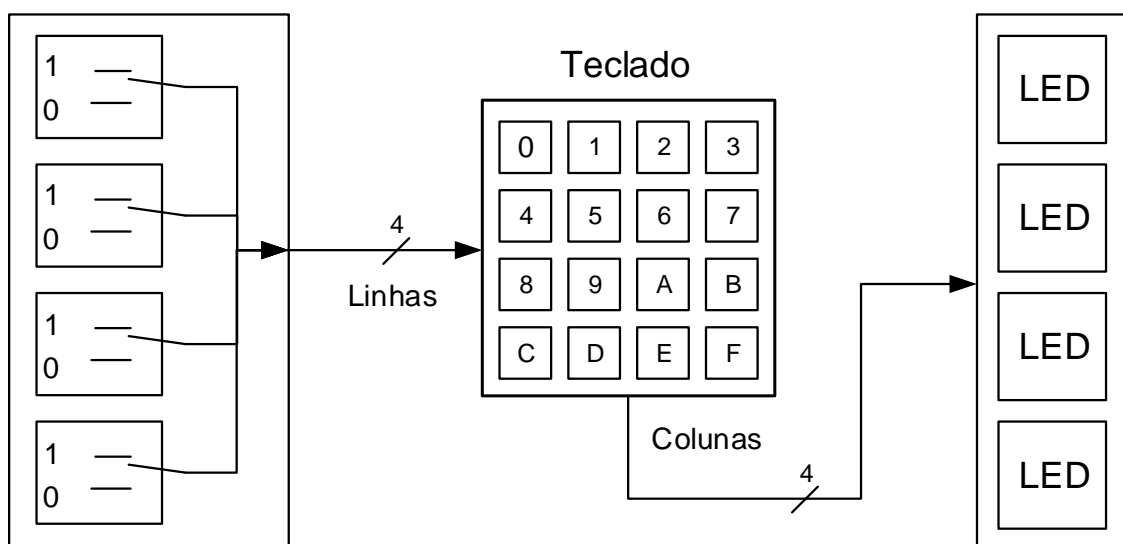 1
0
1
0
1
0
1
0
4
Linhas
Teclado
0 1 2 3
4 5 6 7
8 9 A B
C D E F
Colunas
4
LED
LED
LED
LED